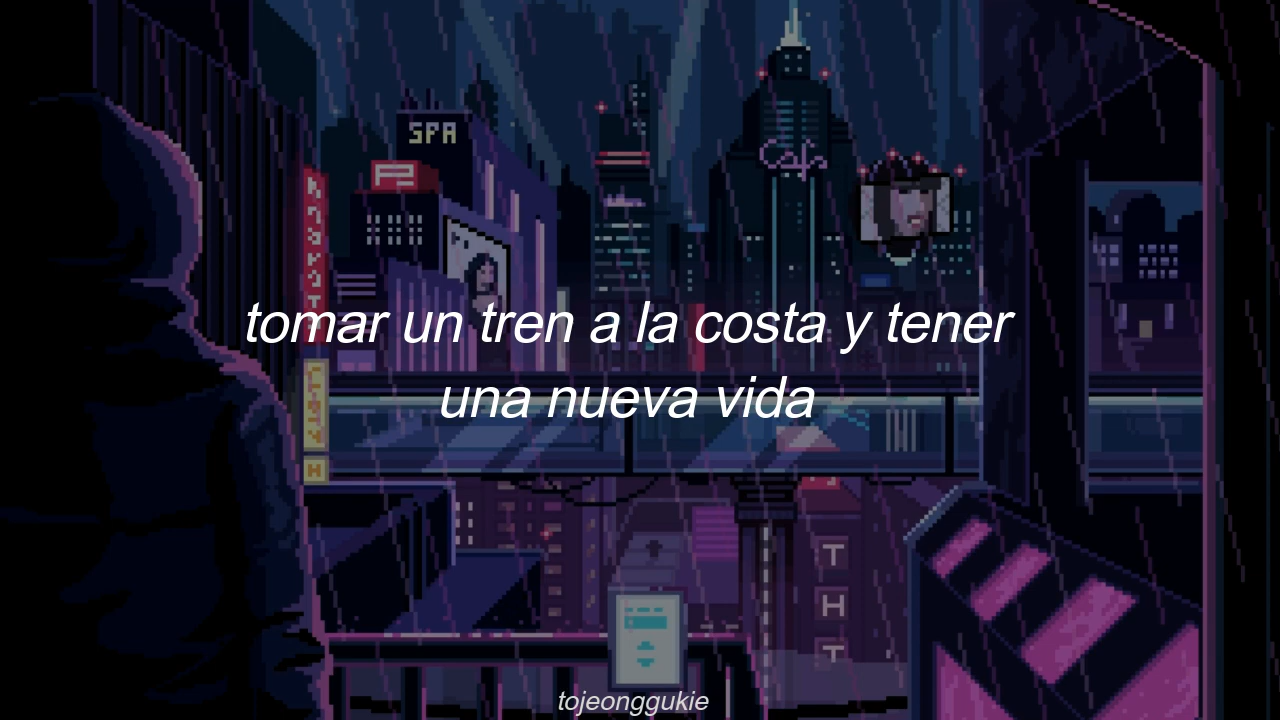 SPA
Cafe
tomar un tren a la costa y tener
una nueva vida
H
T
H
T
tojeonggukie